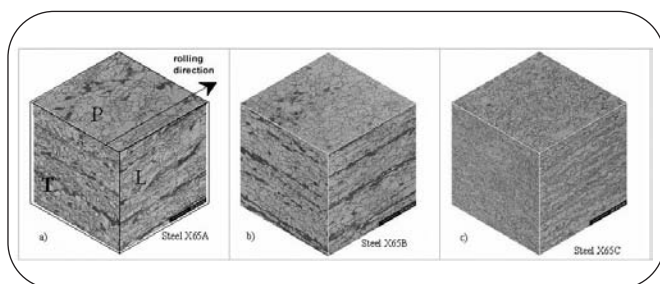 rolling
direction
P
T
L
a)
Steel X65A
b)
Steel X65B
c)
Steel X65C